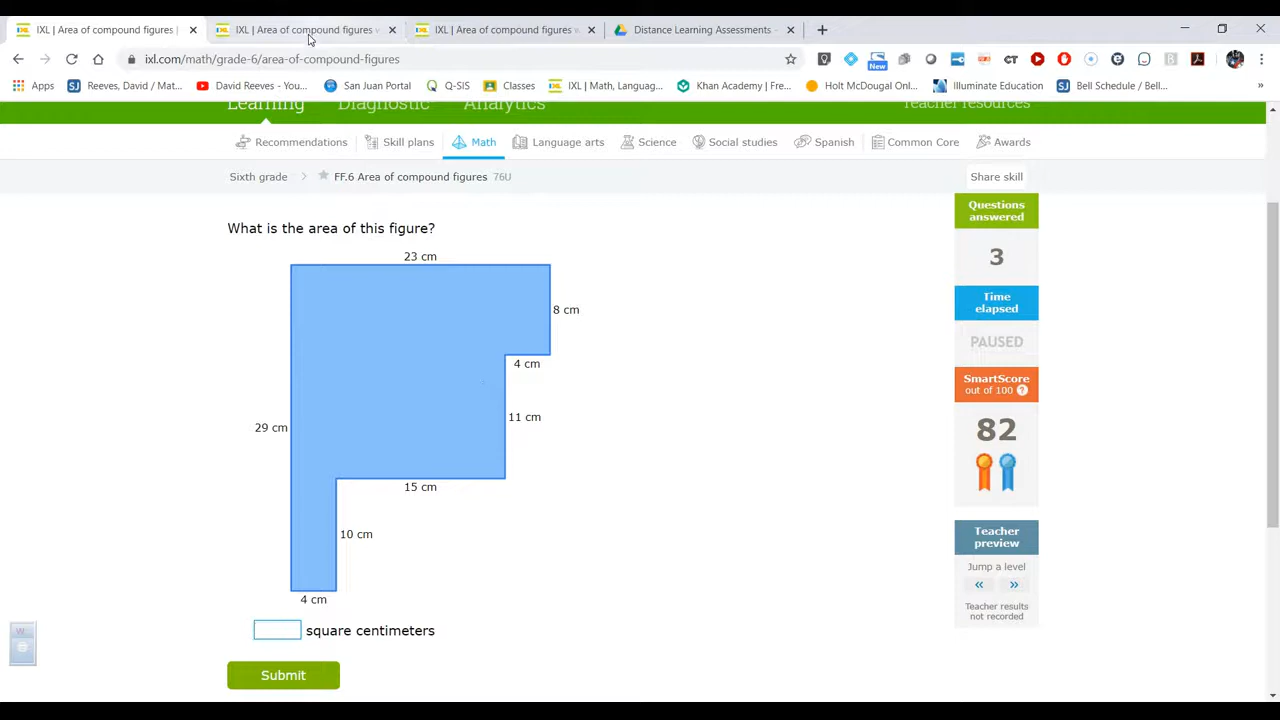 IXL | Area of compound figures |
IXL | Area of compound figures w
IXL | Area of compound figures w
Distance Learning Assessments -
ixl.com/math/grade-6/area-of-compound-figures
New
Apps
Reeves, David / Mat...
David Reeves - You...
San Juan Portal
Q-SIS
Classes
IXL | Math, Languag...
Khan Academy | Fre...
Holt McDougal Onl...
Illuminate Education
Bell Schedule / Bell...
»
Learning Diagnostic Analytics Teacher resources
Recommendations Skill plans Math Language arts Science Social studies Spanish Common Core Awards
Sixth grade > FF.6 Area of compound figures 76U
Share skill
What is the area of this figure?
23 cm
8 cm
4 cm
11 cm
29 cm
15 cm
10 cm
4 cm
square centimeters
Submit
Questions
answered
3
Time
elapsed
PAUSED
SmartScore
out of 100 ?
82
Teacher
preview
Jump a level
« »
Teacher results
not recorded